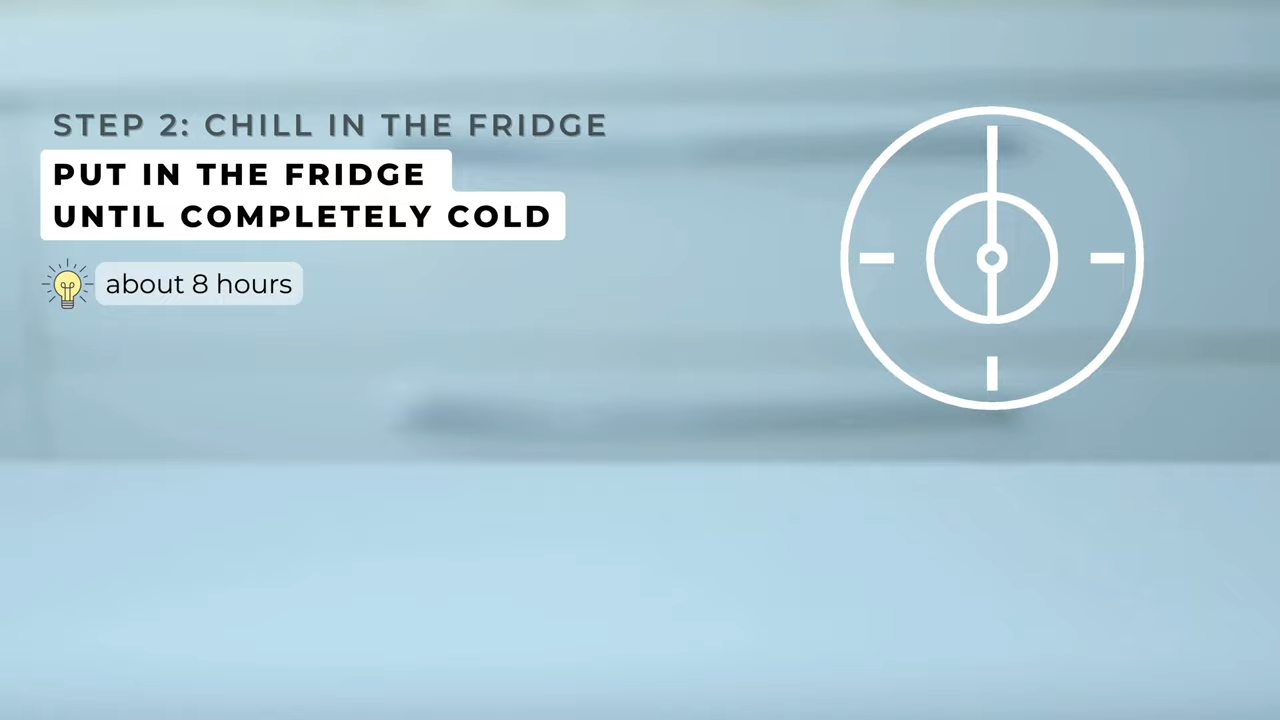 STEP 2: CHILL IN THE FRIDGE
PUT IN THE FRIDGE
UNTIL COMPLETELY COLD
about 8 hours